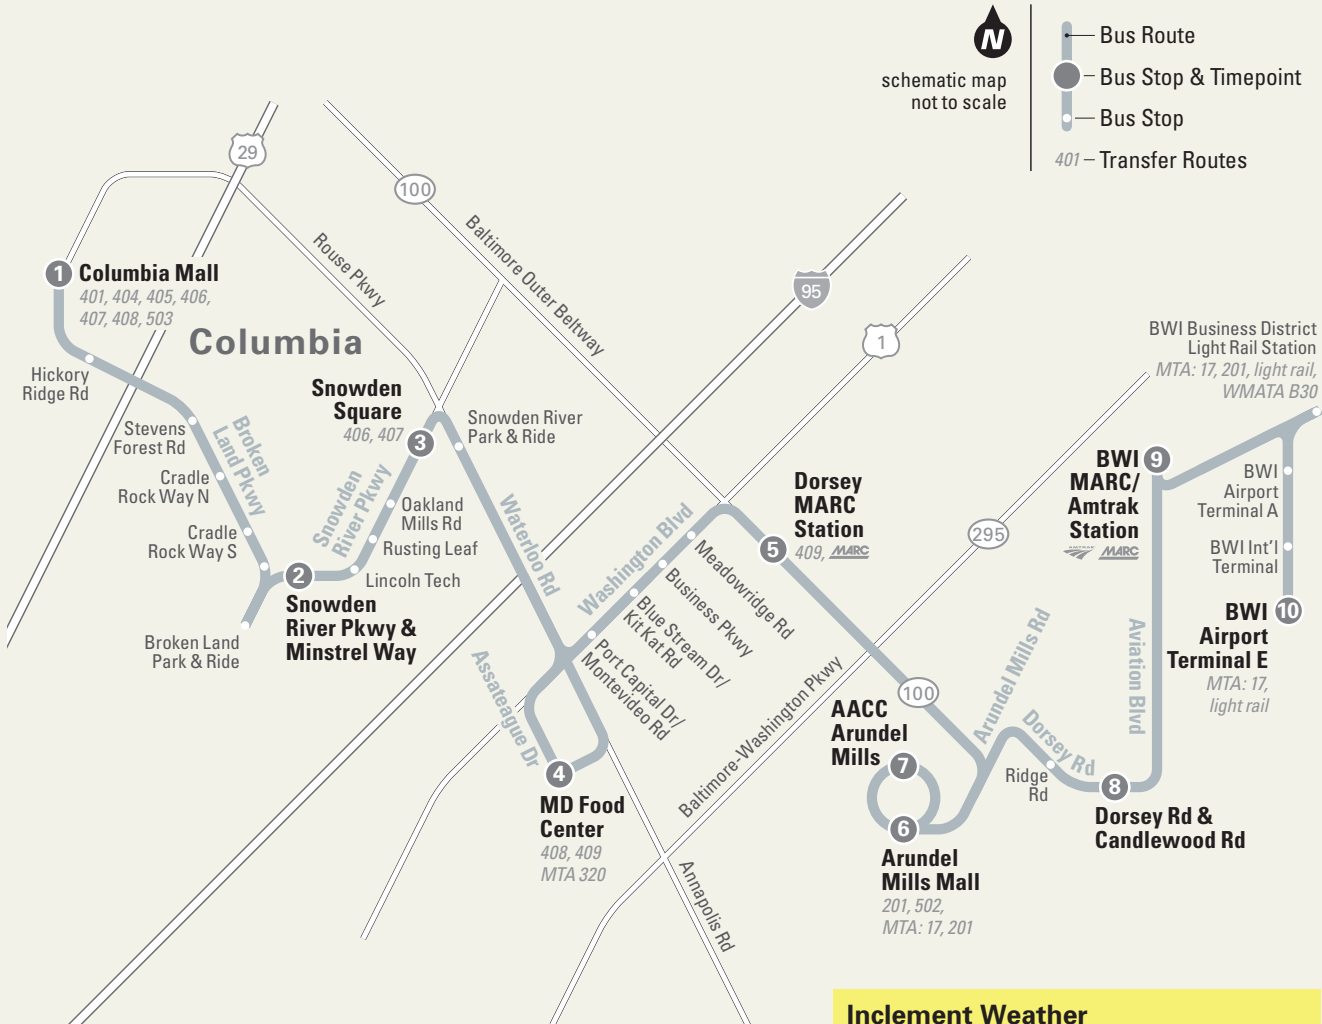 N
schematic map
not to scale
Bus Route
Bus Stop & Timepoint
Bus Stop
401
Transfer Routes
29
100
Rouse Pkwy
Baltimore Outer Beltway
95
1
1
Columbia Mall
401, 404, 405, 406,
407, 408, 503
Columbia
Hickory
Ridge Rd
Stevens
Forest Rd
Broken
Land Pkwy
Cradle
Rock Way N
Cradle
Rock Way S
Snowden
Square
406, 407
3
Snowden River
Park & Ride
Snowden
River Pkwy
Oakland
Mills Rd
Rusting Leaf
Lincoln Tech
2
Snowden
River Pkwy &
Minstrel Way
Broken Land
Park & Ride
Waterloo Rd
Washington Blvd
Meadowridge Rd
Business Pkwy
Blue Stream Dr/
Kit Kat Rd
Port Capital Dr/
Montevideo Rd
Assateague Dr
4
MD Food
Center
408, 409
MTA 320
Dorsey
MARC
Station
409, MARC
5
295
Baltimore-Washington Pkwy
Annapolis Rd
100
AACC
Arundel
Mills
7
6
Arundel
Mills Mall
201, 502,
MTA: 17, 201
Arundel Mills Rd
Dorsey Rd
Ridge
Rd
8
Dorsey Rd &
Candlewood Rd
Aviation Blvd
BWI
MARC/
Amtrak
Station
AMTRAK MARC
9
BWI Business District
Light Rail Station
MTA: 17, 201, light rail,
WMATA B30
BWI
Airport
Terminal A
BWI Int'l
Terminal
10
BWI
Airport
Terminal E
MTA: 17,
light rail
Inclement Weather